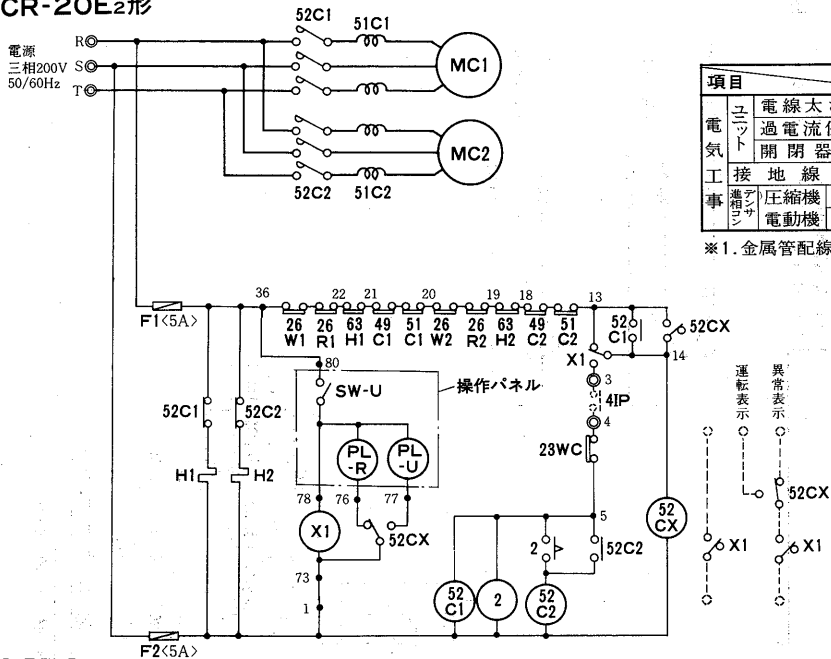 CR-20E₂形
電源
三相200V
50/60Hz
R
S
T
52C1
51C1
MC1
MC2
52C2
51C2
項目
電気工事
ユニット
電線太
過電流
開閉器
接地線
進相コンデンサ
圧縮機
電動機
※1.金属管配線
F1<5A>
36
26 W1
26 R1
22
63 H1
21
49 C1
51 C1
20
26 W2
26 R2
19
63 H2
18
49 C2
51 C2
13
52 C1
52CX
14
X1
3
4IP
4
23WC
80
SW-U
操作パネル
PL-R
PL-U
52C1
52C2
H1
H2
78
76
77
X1
52CX
73
1
5
2
52C2
52 C1
2
52 C2
52 CX
運転表示
異常表示
52CX
X1
X1
F2<5A>